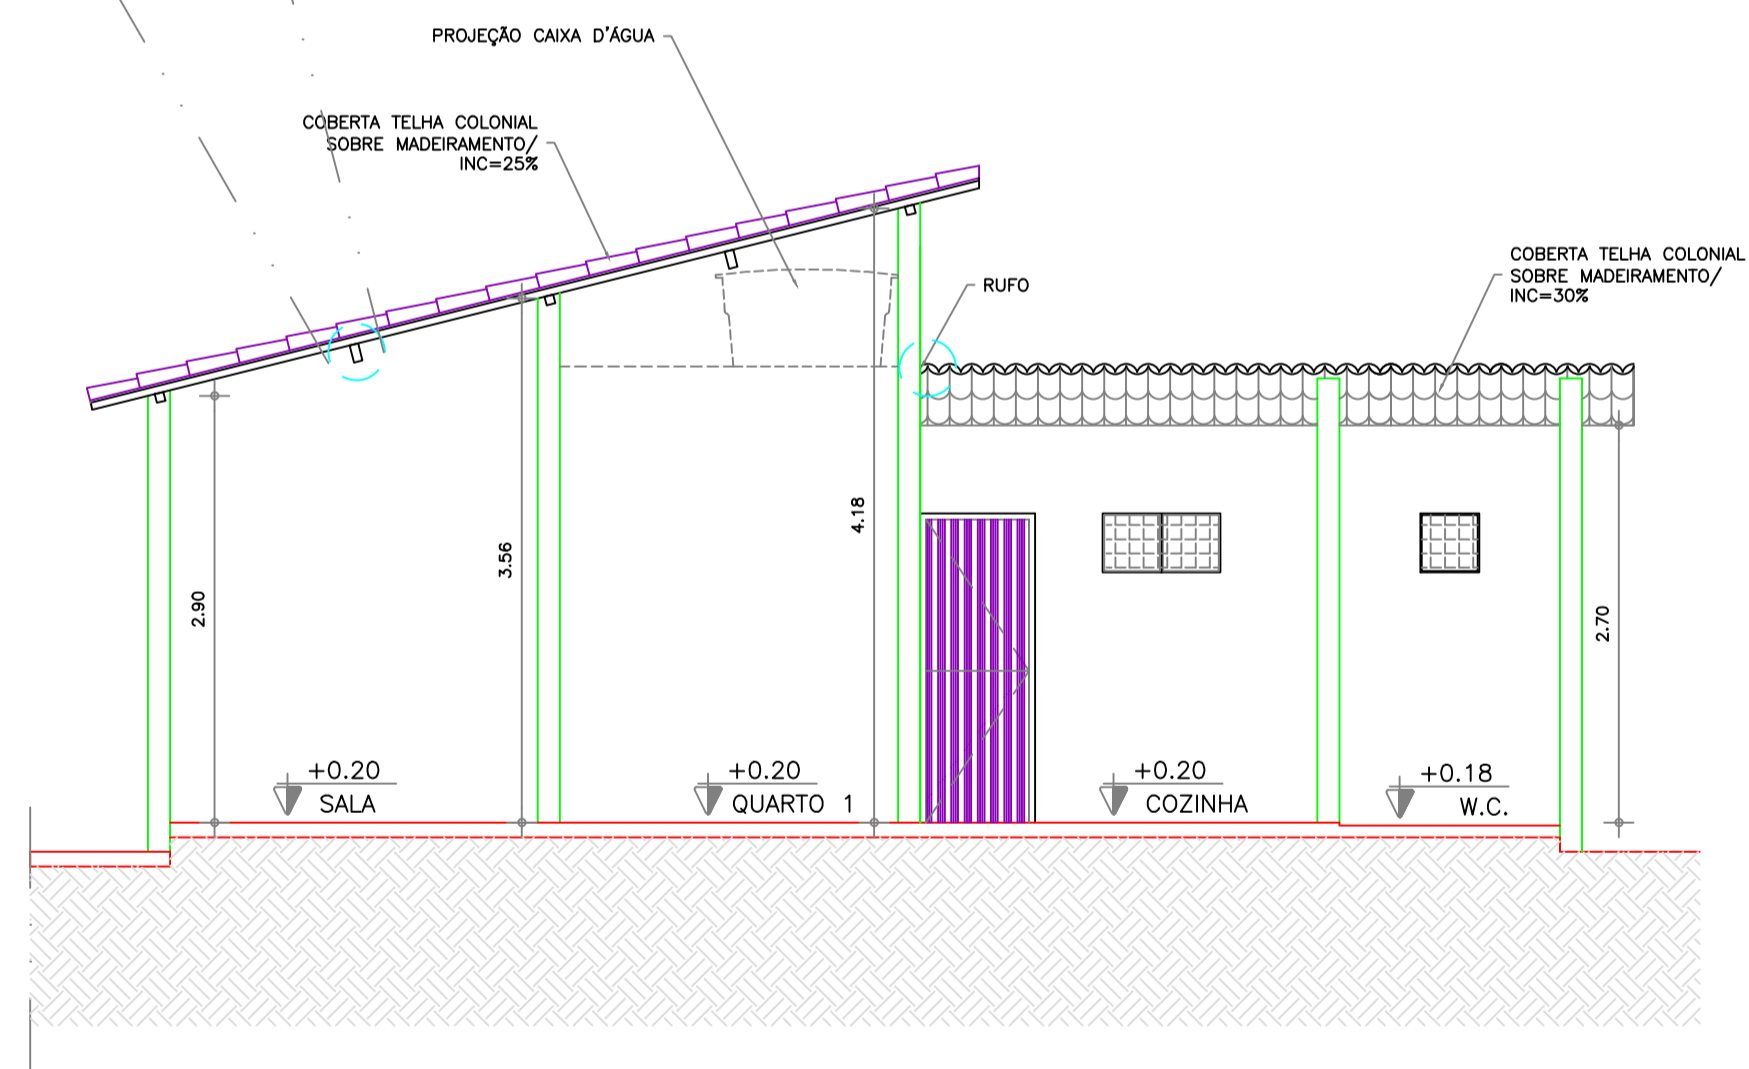 PROJEÇÃO CAIXA D'ÁGUA
COBERTA TELHA COLONIAL
SOBRE MADEIRAMENTO/
INC=25%
RUFO
COBERTA TELHA COLONIAL
SOBRE MADEIRAMENTO/
INC=30%
2.90
3.56
4.18
2.70
+0.20
SALA
+0.20
QUARTO 1
+0.20
COZINHA
+0.18
W.C.